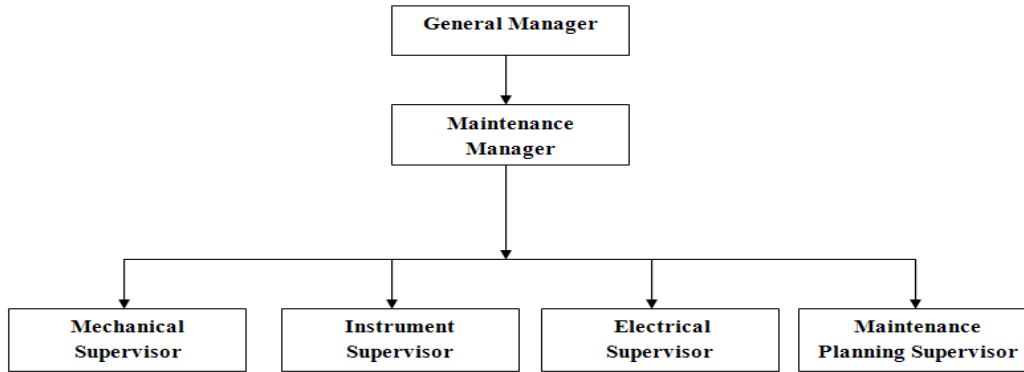 General Manager
Maintenance
Manager
Mechanical
Supervisor
Instrument
Supervisor
Electrical
Supervisor
Maintenance
Planning Supervisor